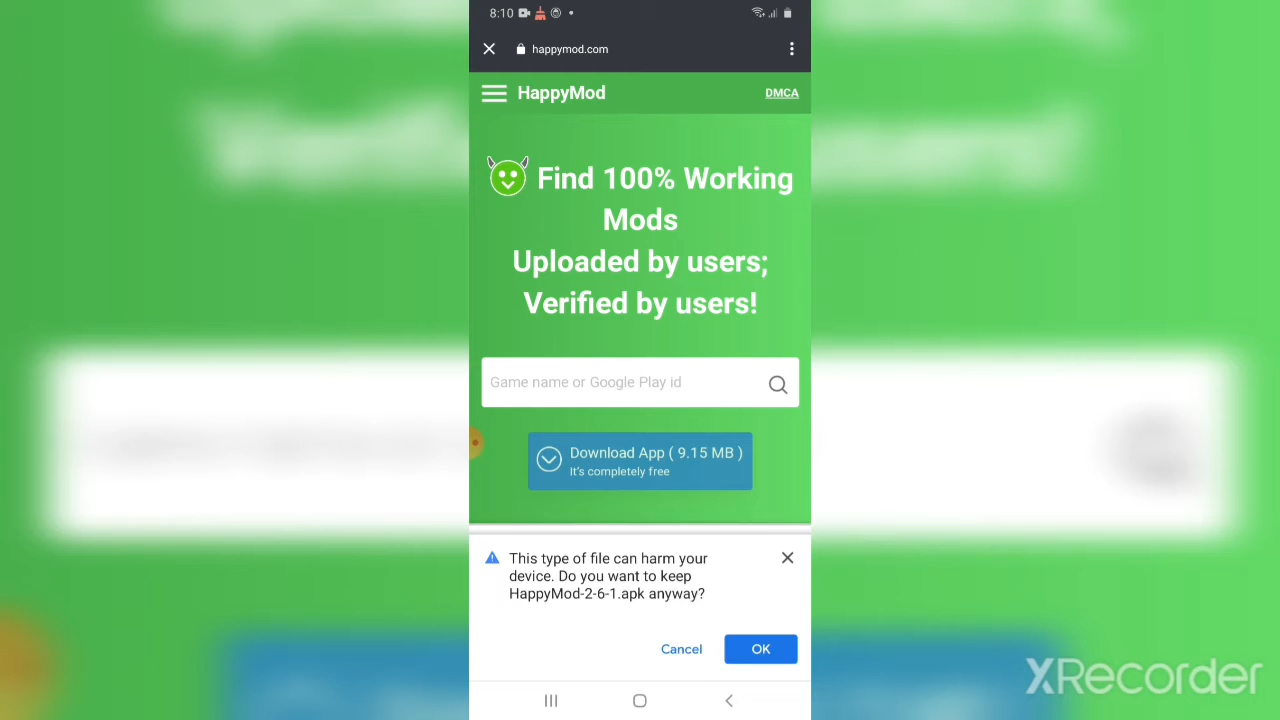 8:10
happymod.com
HappyMod
DMCA
Find 100% Working
Mods
Uploaded by users;
Verified by users!
Game name or Google Play id
Download App ( 9.15 MB )
It's completely free
This type of file can harm your
device. Do you want to keep
HappyMod-2-6-1.apk anyway?
Cancel
OK
XRecorder